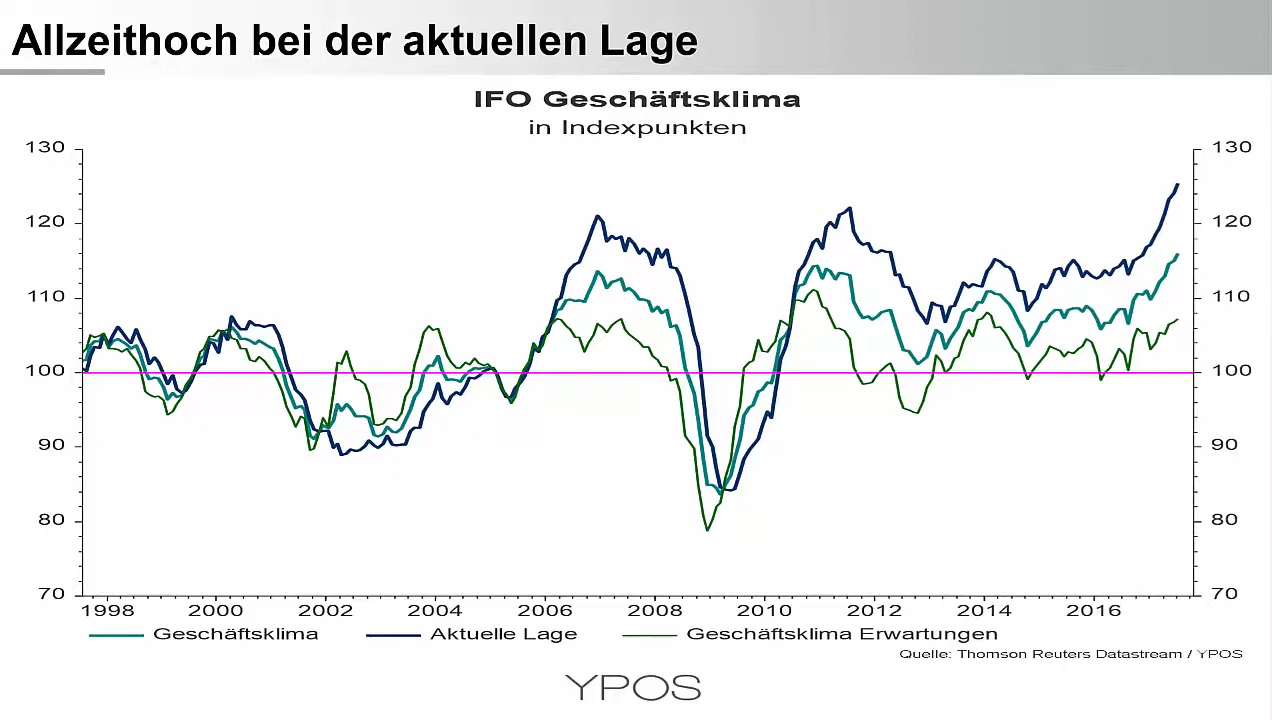 Allzeithoch bei der aktuellen Lage
IFO Geschäftsklima
in Indexpunkten
130 130
120 120
110 110
100 100
90 90
80 80
70 70
1998 2000 2002 2004 2006 2008 2010 2012 2014 2016
Geschäftsklima Aktuelle Lage Geschäftsklima Erwartungen
Quelle: Thomson Reuters Datastream / YPOS
YPOS